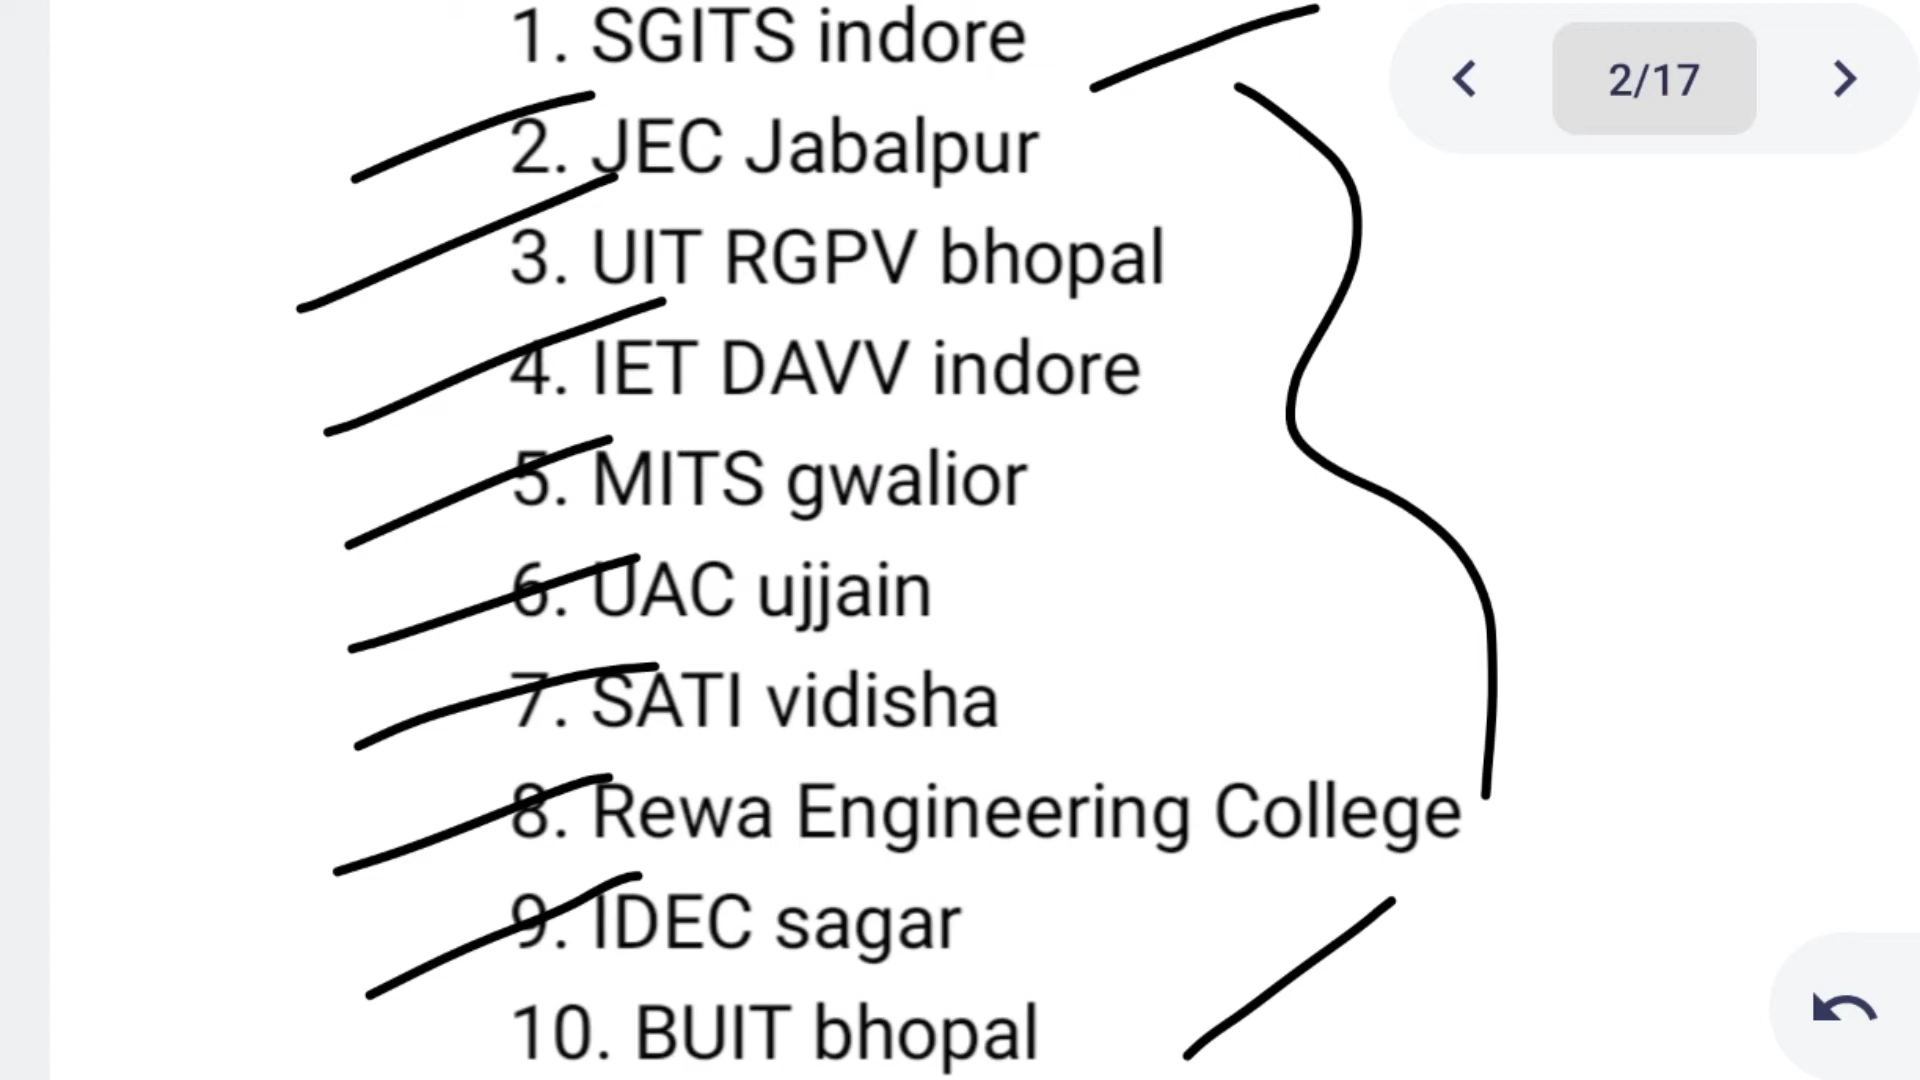 1. SGITS indore
2/17
2. JEC Jabalpur
3. UIT RGPV bhopal
4. IET DAVV indore
5. MITS gwalior
6. UAC ujjain
7. SATI vidisha
8. Rewa Engineering College
9. IDEC sagar
10. BUIT bhopal